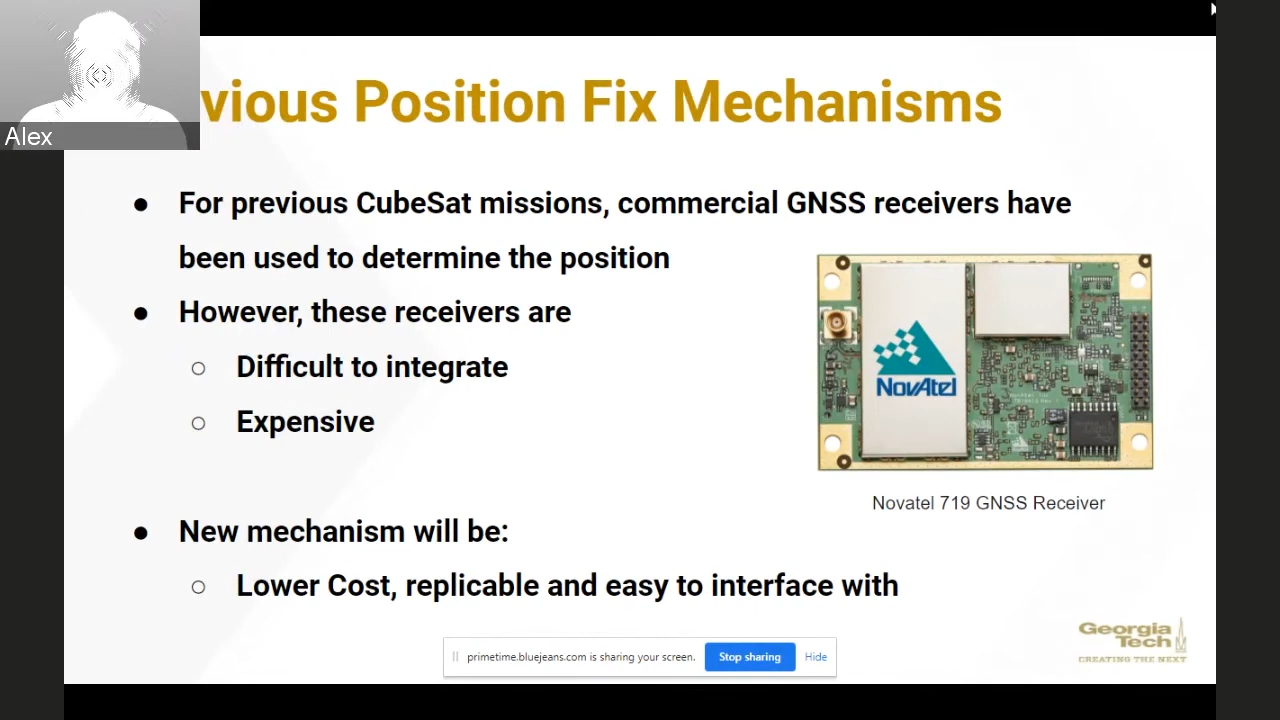 Alex
vious Position Fix Mechanisms
● For previous CubeSat missions, commercial GNSS receivers have
been used to determine the position
● However, these receivers are
○ Difficult to integrate
○ Expensive
NovAtel
Novatel 719 GNSS Receiver
● New mechanism will be:
○ Lower Cost, replicable and easy to interface with
Georgia
Tech
CREATING THE NEXT
primetime.bluejeans.com is sharing your screen.
Stop sharing
Hide